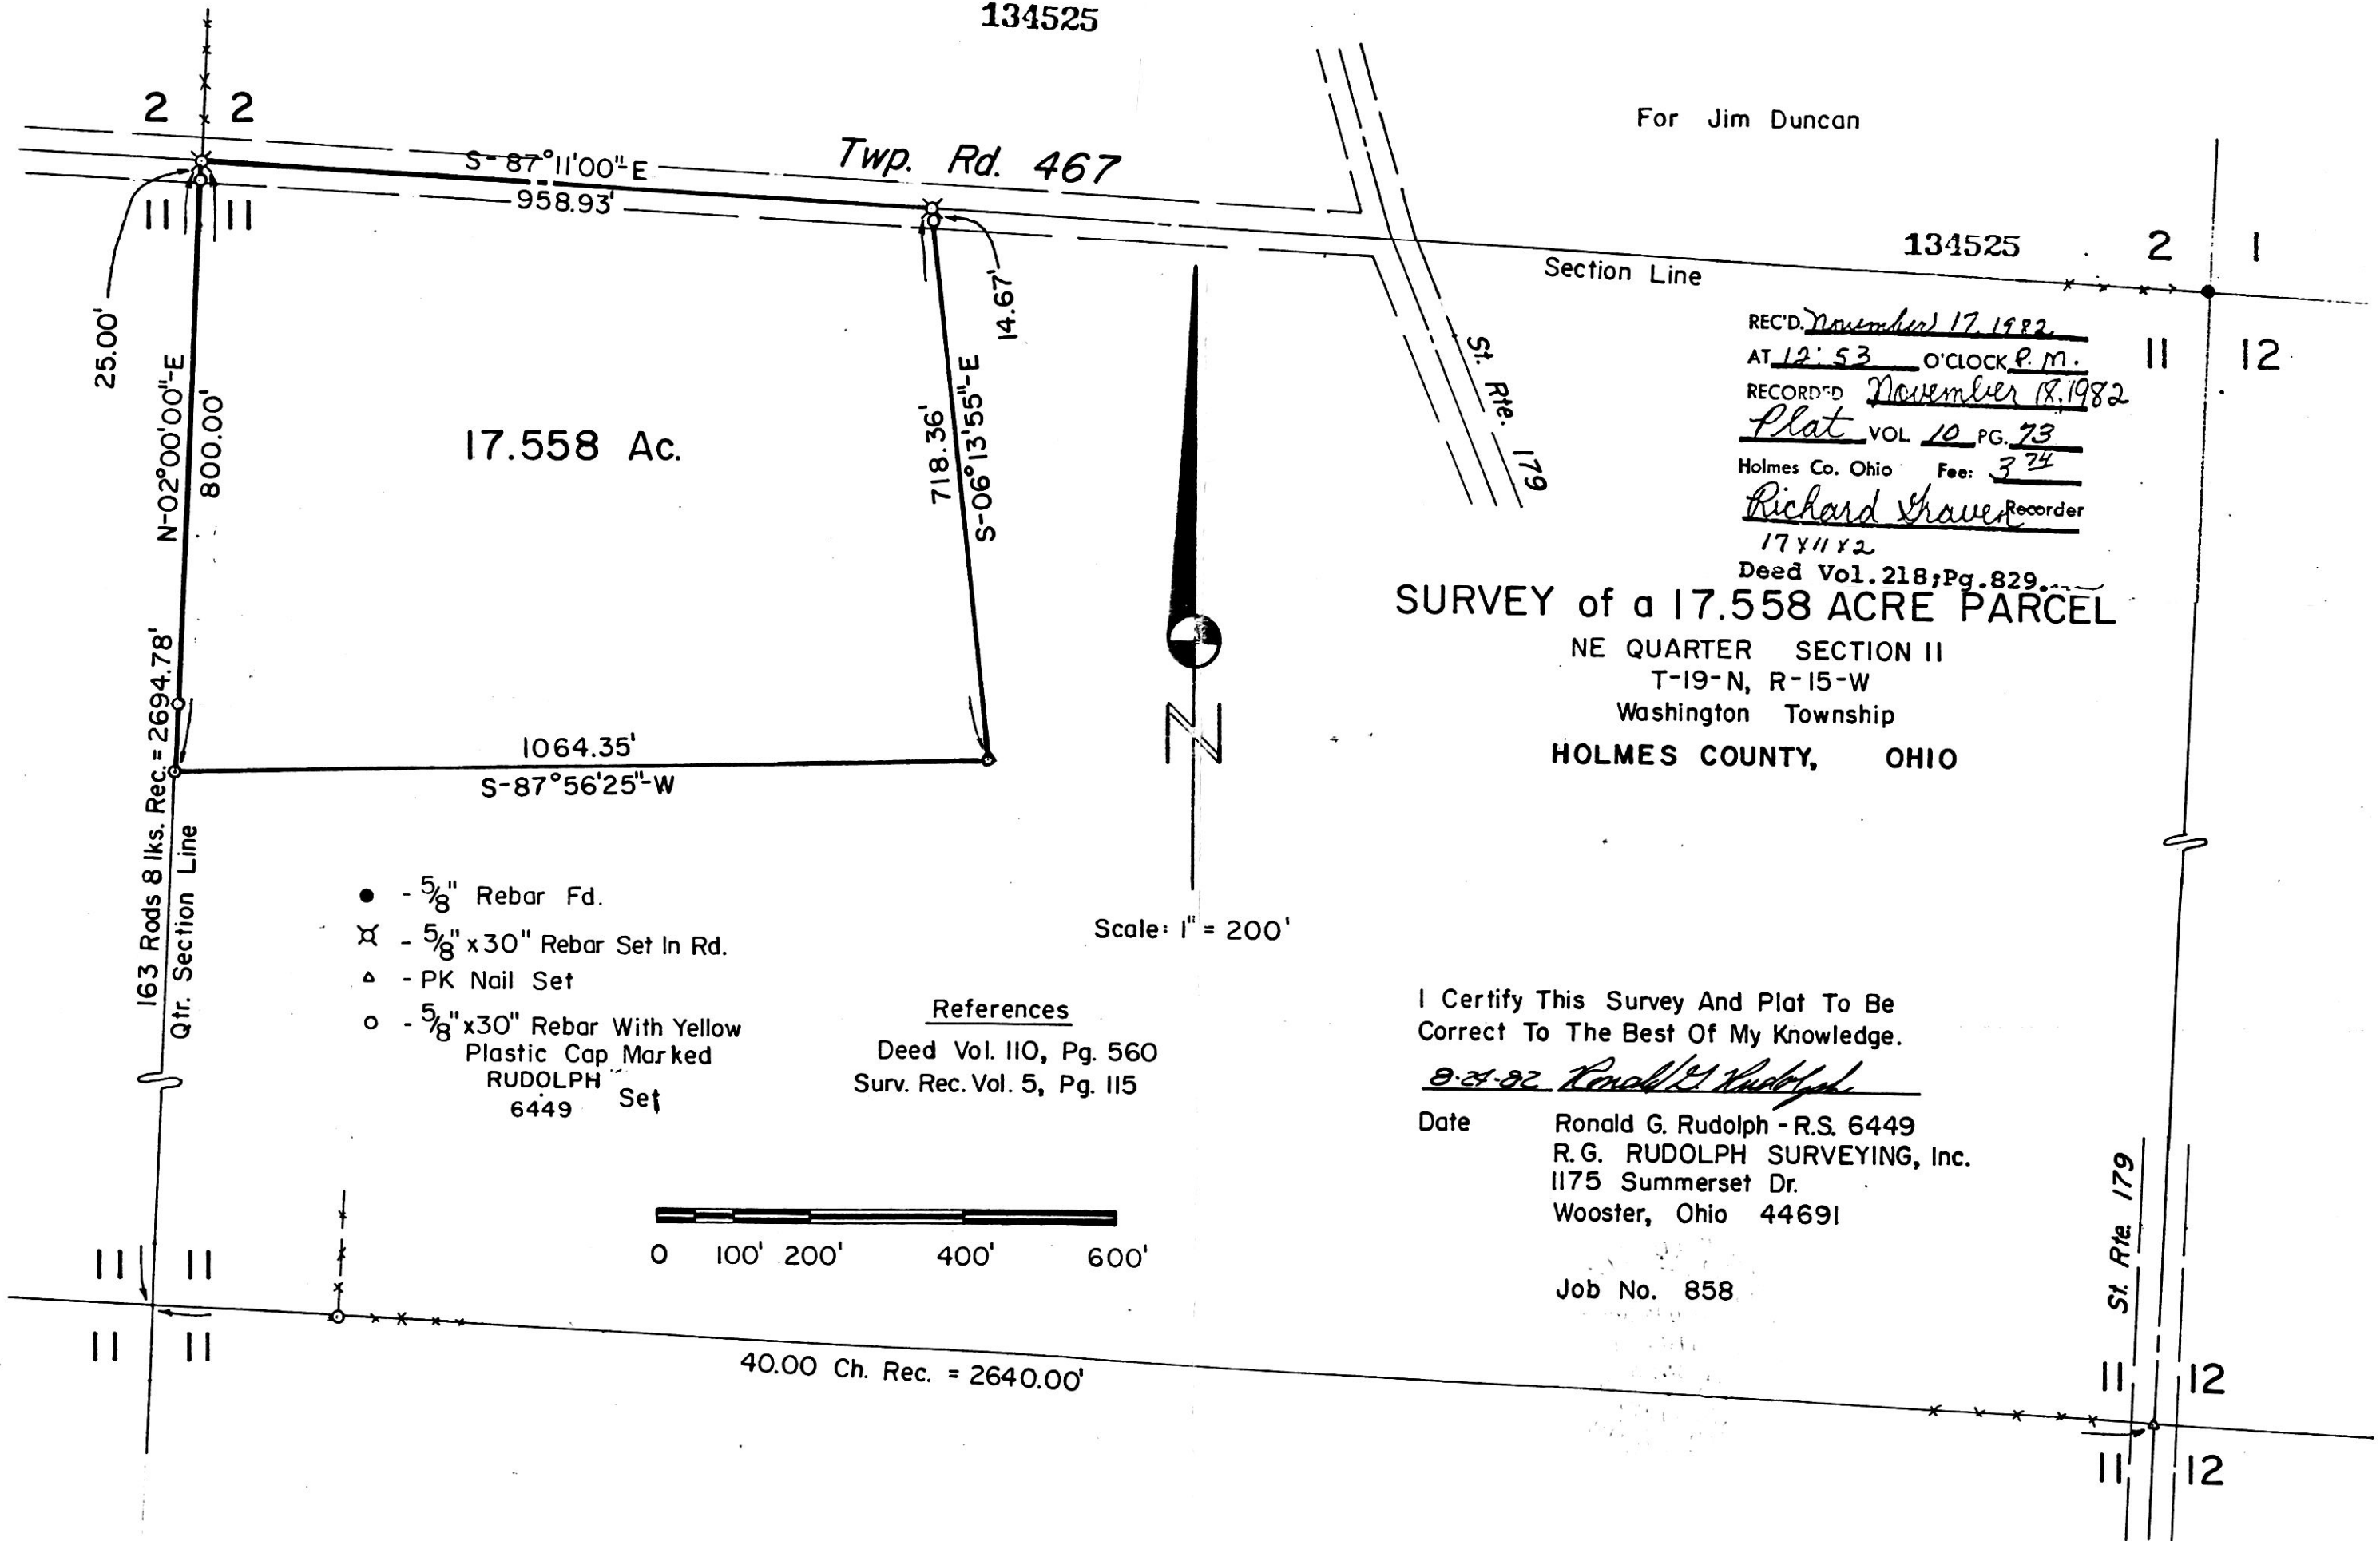 134525
For Jim Duncan
2 2
S-87°11'00"-E
958.93'
Twp. Rd. 467
11 11
25.00'
14.67'
N-02°00'00"-E
800.00'
17.558 Ac.
718.36'
S-06°13'55"-E
St. Rte. 179
Section Line
134525
2 1
11 12
REC'D. November 17, 1982
AT 12:53 O'CLOCK P.M.
RECORDED November 18, 1982
Plat VOL 10 PG. 73
Holmes Co. Ohio Fee: 3 74
Richard Graven Recorder
17 X 11 X 2
Deed Vol.218;Pg.829.
SURVEY of a 17.558 ACRE PARCEL
NE QUARTER SECTION 11
T-19-N, R-15-W
Washington Township
HOLMES COUNTY, OHIO
1064.35'
S-87°56'25"-W
163 Rods 8 lks. Rec. = 2694.78'
Qtr. Section Line
N
Scale: 1" = 200'
- 5/8" Rebar Fd.
- 5/8" x 30" Rebar Set In Rd.
- PK Nail Set
- 5/8" x 30" Rebar With Yellow
Plastic Cap Marked
RUDOLPH
6449 Set
References
Deed Vol. 110, Pg. 560
Surv. Rec. Vol. 5, Pg. 115
I Certify This Survey And Plat To Be
Correct To The Best Of My Knowledge.
8-24-82 Ronald G Rudolph
Date Ronald G. Rudolph - R.S. 6449
R.G. RUDOLPH SURVEYING, Inc.
1175 Summerset Dr.
Wooster, Ohio 44691
Job No. 858
0 100' 200' 400' 600'
11 11
11 11
40.00 Ch. Rec. = 2640.00'
St. Rte. 179
11 12
11 12